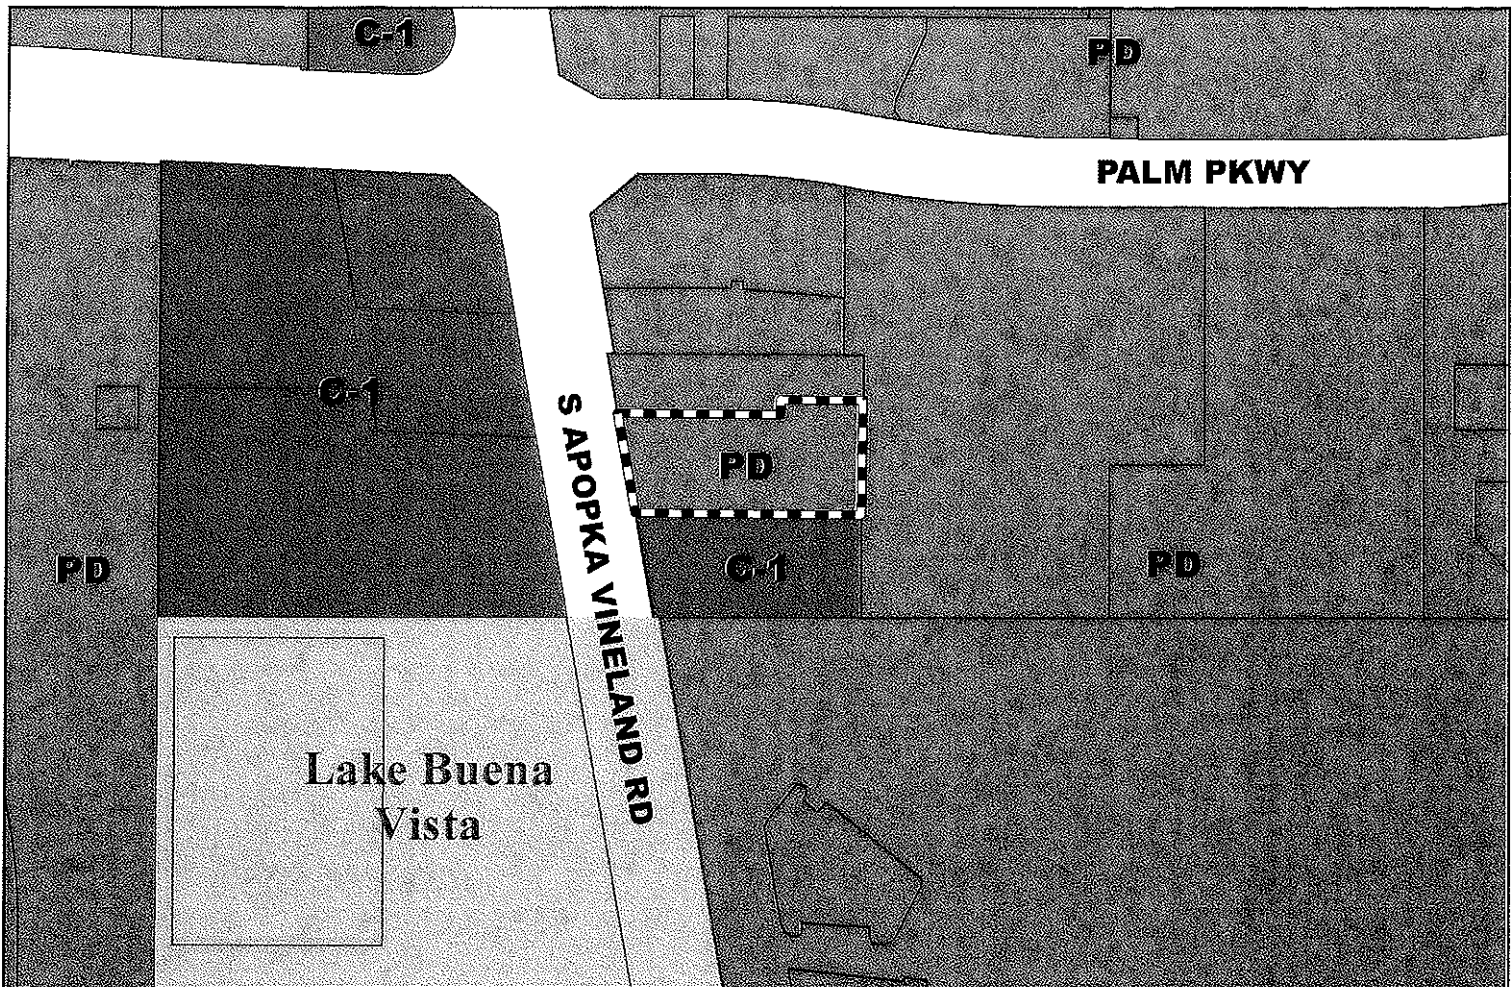 C-1
PD
PALM PKWY
C-1
S APOPKA VINELAND RD
PD
PD
C-1
PD
Lake Buena
Vista